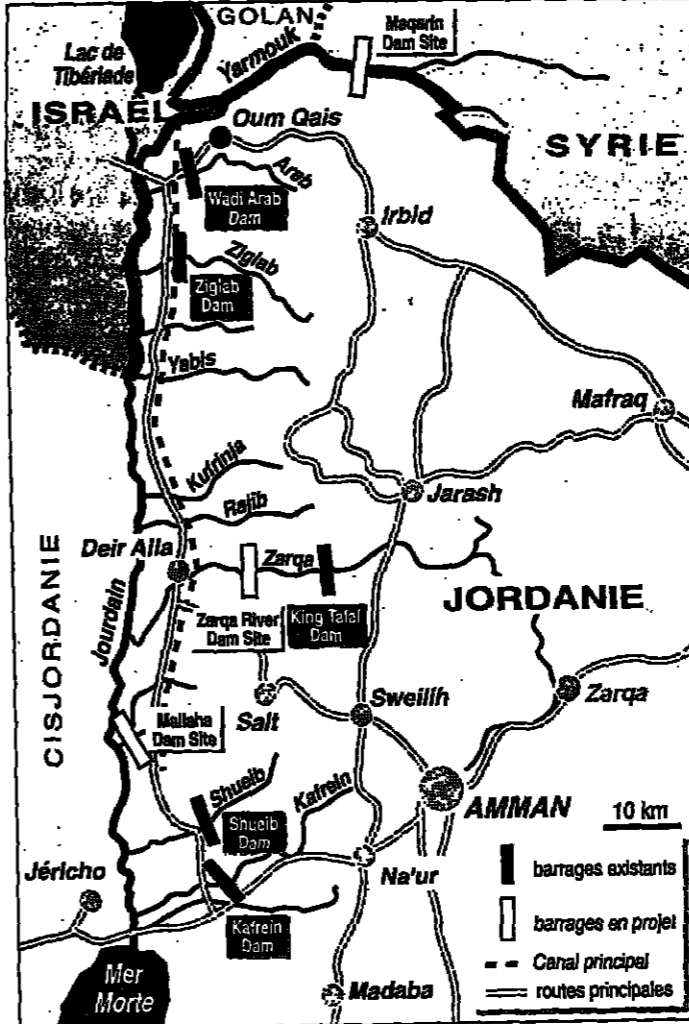 GOLAN
Maqarin
Dam Site
Lac de
Tibériade
Yarmouk
ISRAEL
Oum Qais
SYRIE
Arab
Wadi Arab
Dam
Irbid
Ziglab
Ziglab
Dam
Yabis
Mafraq
Kufrinja
Jarash
Rajib
Deir Alla
Zarqa
CISJORDANIE
Jourdain
JORDANIE
Zarqa River
Dam Site
King Talal
Dam
Salt
Sweilih
Zarqa
Mallaha
Dam Site
Shueib
Kafrein
AMMAN
10 km
Shueib
Dam
Jéricho
Na'ur
barrages existants
Kafrein
Dam
barrages en projet
Canal principal
Mer
Morte
Madaba
routes principales